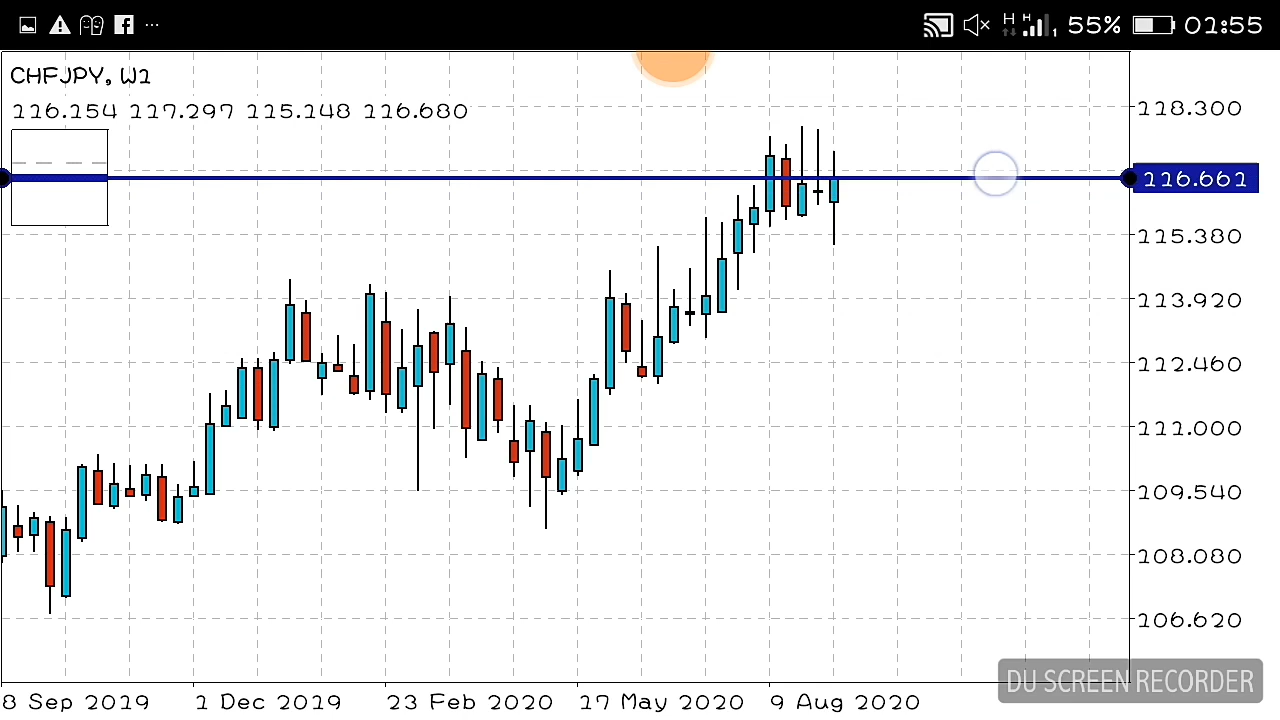 H H 1 55% 01:55
CHFJPY, W1
116.154 117.297 115.148 116.680
118.300
116.661
115.380
113.920
112.460
111.000
109.540
108.080
106.620
DU SCREEN RECORDER
8 Sep 2019 1 Dec 2019 23 Feb 2020 17 May 2020 9 Aug 2020